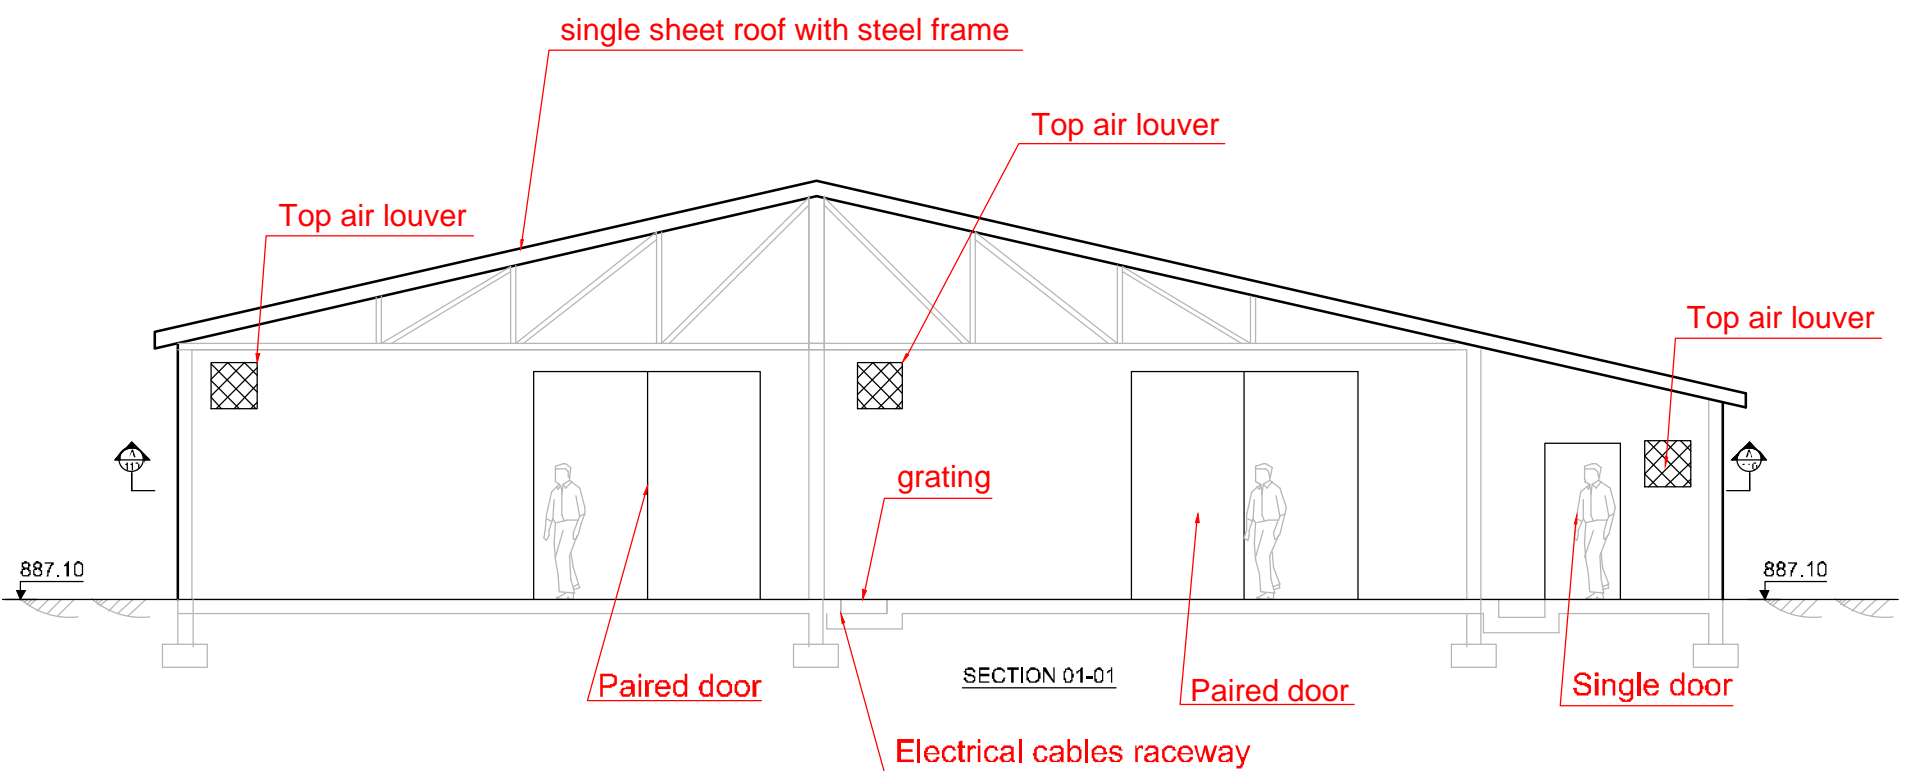 single sheet roof with steel frame
Top air louver
Top air louver
Top air louver
A
A
grating
887.10
887.10
Paired door
SECTION 01-01
Paired door
Single door
Electrical cables raceway